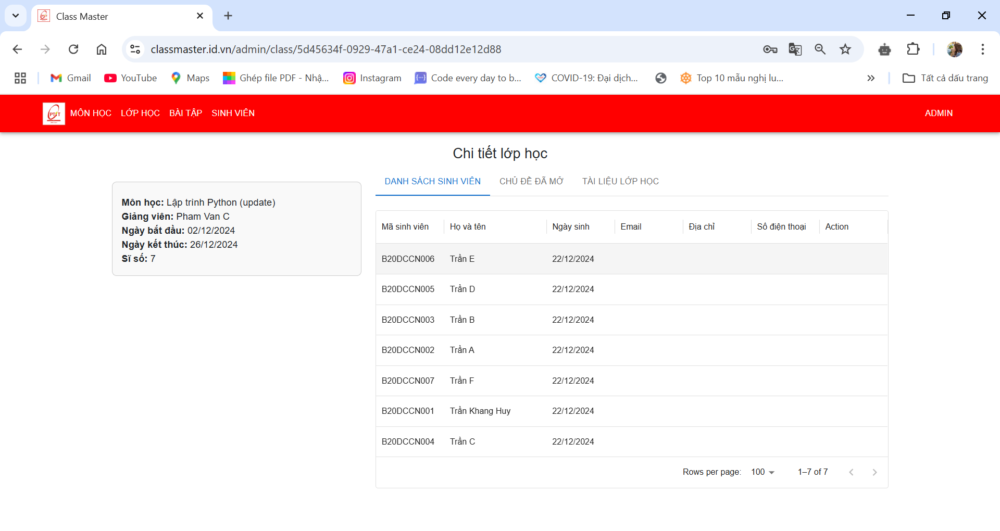 Class Master
classmaster.id.vn/admin/class/5d45634f-0929-47a1-ce24-08dd12e12d88
Gmail YouTube Maps Ghép file PDF - Nhậ... Instagram Code every day to b... COVID-19: Đại dịch... Top 10 mẫu nghị lu... Tất cả dấu trang
PTIT MÔN HỌC LỚP HỌC BÀI TẬP SINH VIÊN ADMIN
Chi tiết lớp học
Môn học: Lập trình Python (update)
Giảng viên: Pham Van C
Ngày bắt đầu: 02/12/2024
Ngày kết thúc: 26/12/2024
Sĩ số: 7
DANH SÁCH SINH VIÊN CHỦ ĐỀ ĐÃ MỞ TÀI LIỆU LỚP HỌC
Mã sinh viên Họ và tên Ngày sinh Email Địa chỉ Số điện thoại Action
B20DCCN006 Trần E 22/12/2024
B20DCCN005 Trần D 22/12/2024
B20DCCN003 Trần B 22/12/2024
B20DCCN002 Trần A 22/12/2024
B20DCCN007 Trần F 22/12/2024
B20DCCN001 Trần Khang Huy 22/12/2024
B20DCCN004 Trần C 22/12/2024
Rows per page: 100 1–7 of 7